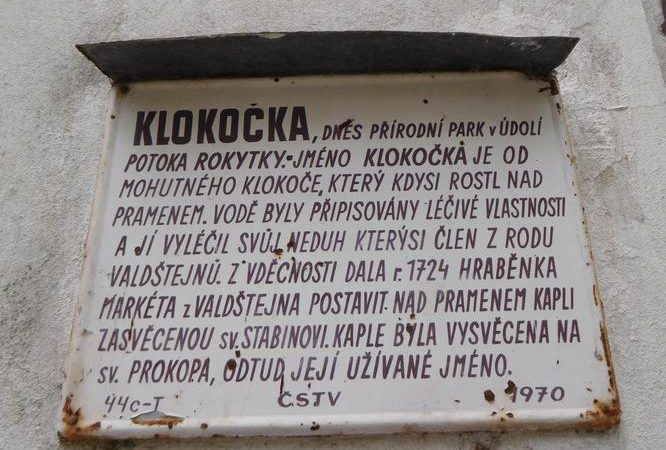 KLOKOČKA, DNES PŘÍRODNÍ PARK V ÚDOLÍ
POTOKA ROKYTKY.-JMÉNO KLOKOČKA JE OD
MOHUTNÉHO KLOKOČE, KTERÝ KDYSI ROSTL NAD
PRAMENEM. VODĚ BYLY PŘIPISOVÁNY LÉČIVÉ VLASTNOSTI
A JÍ VYLÉČIL SVŮJ NEDUH KTERÝSI ČLEN Z RODU
VALDŠTEJNŮ. Z VDĚČNOSTI DALA r. 1724 HRABĚNKA
MARKÉTA z VALDŠTEJNA POSTAVIT NAD PRAMENEM KAPLI
ZASVĚCENOU sv. STABINOVI. KAPLE BYLA VYSVĚCENA NA
sv. PROKOPA, ODTUD JEJÍ UŽÍVANÉ JMÉNO.
44c-T ČSTV 1970